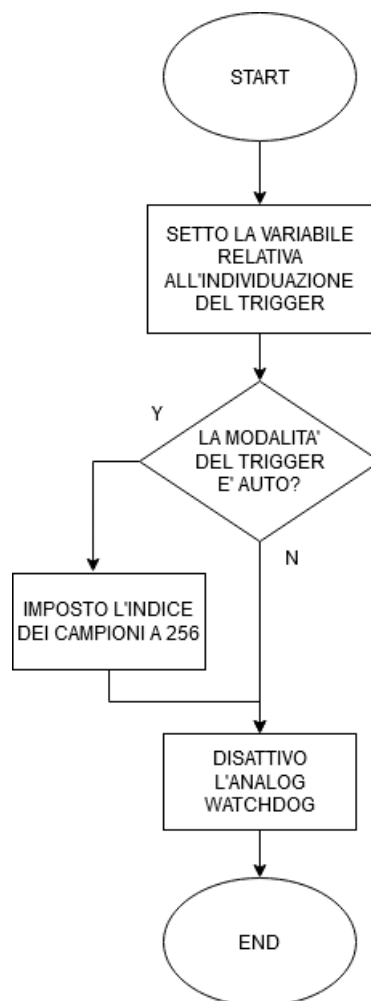 START
SETTO LA VARIABILE
RELATIVA
ALL'INDIVIDUAZIONE
DEL TRIGGER
Y
LA MODALITA'
DEL TRIGGER
E' AUTO?
N
IMPOSTO L'INDICE
DEI CAMPIONI A 256
DISATTIVO
L'ANALOG
WATCHDOG
END